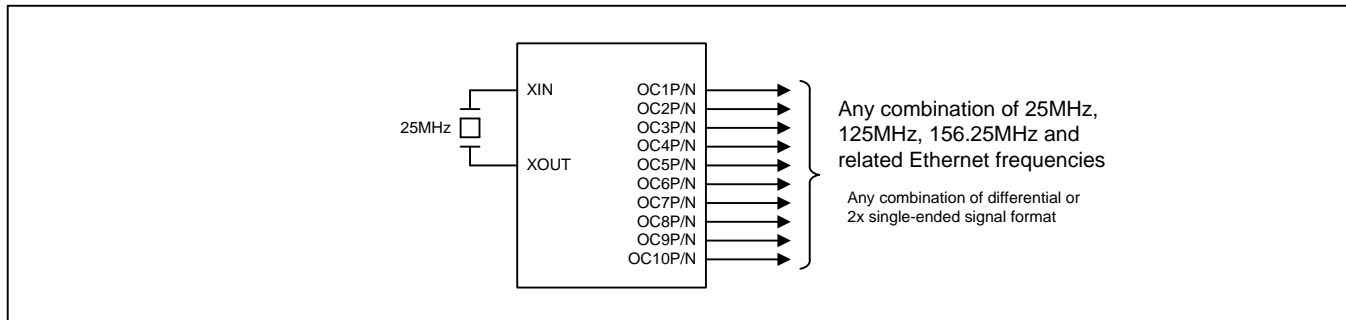 XIN
25MHz
XOUT
OC1P/N
OC2P/N
OC3P/N
OC4P/N
OC5P/N
OC6P/N
OC7P/N
OC8P/N
OC9P/N
OC10P/N
Any combination of 25MHz,
125MHz, 156.25MHz and
related Ethernet frequencies
Any combination of differential or
2x single-ended signal format